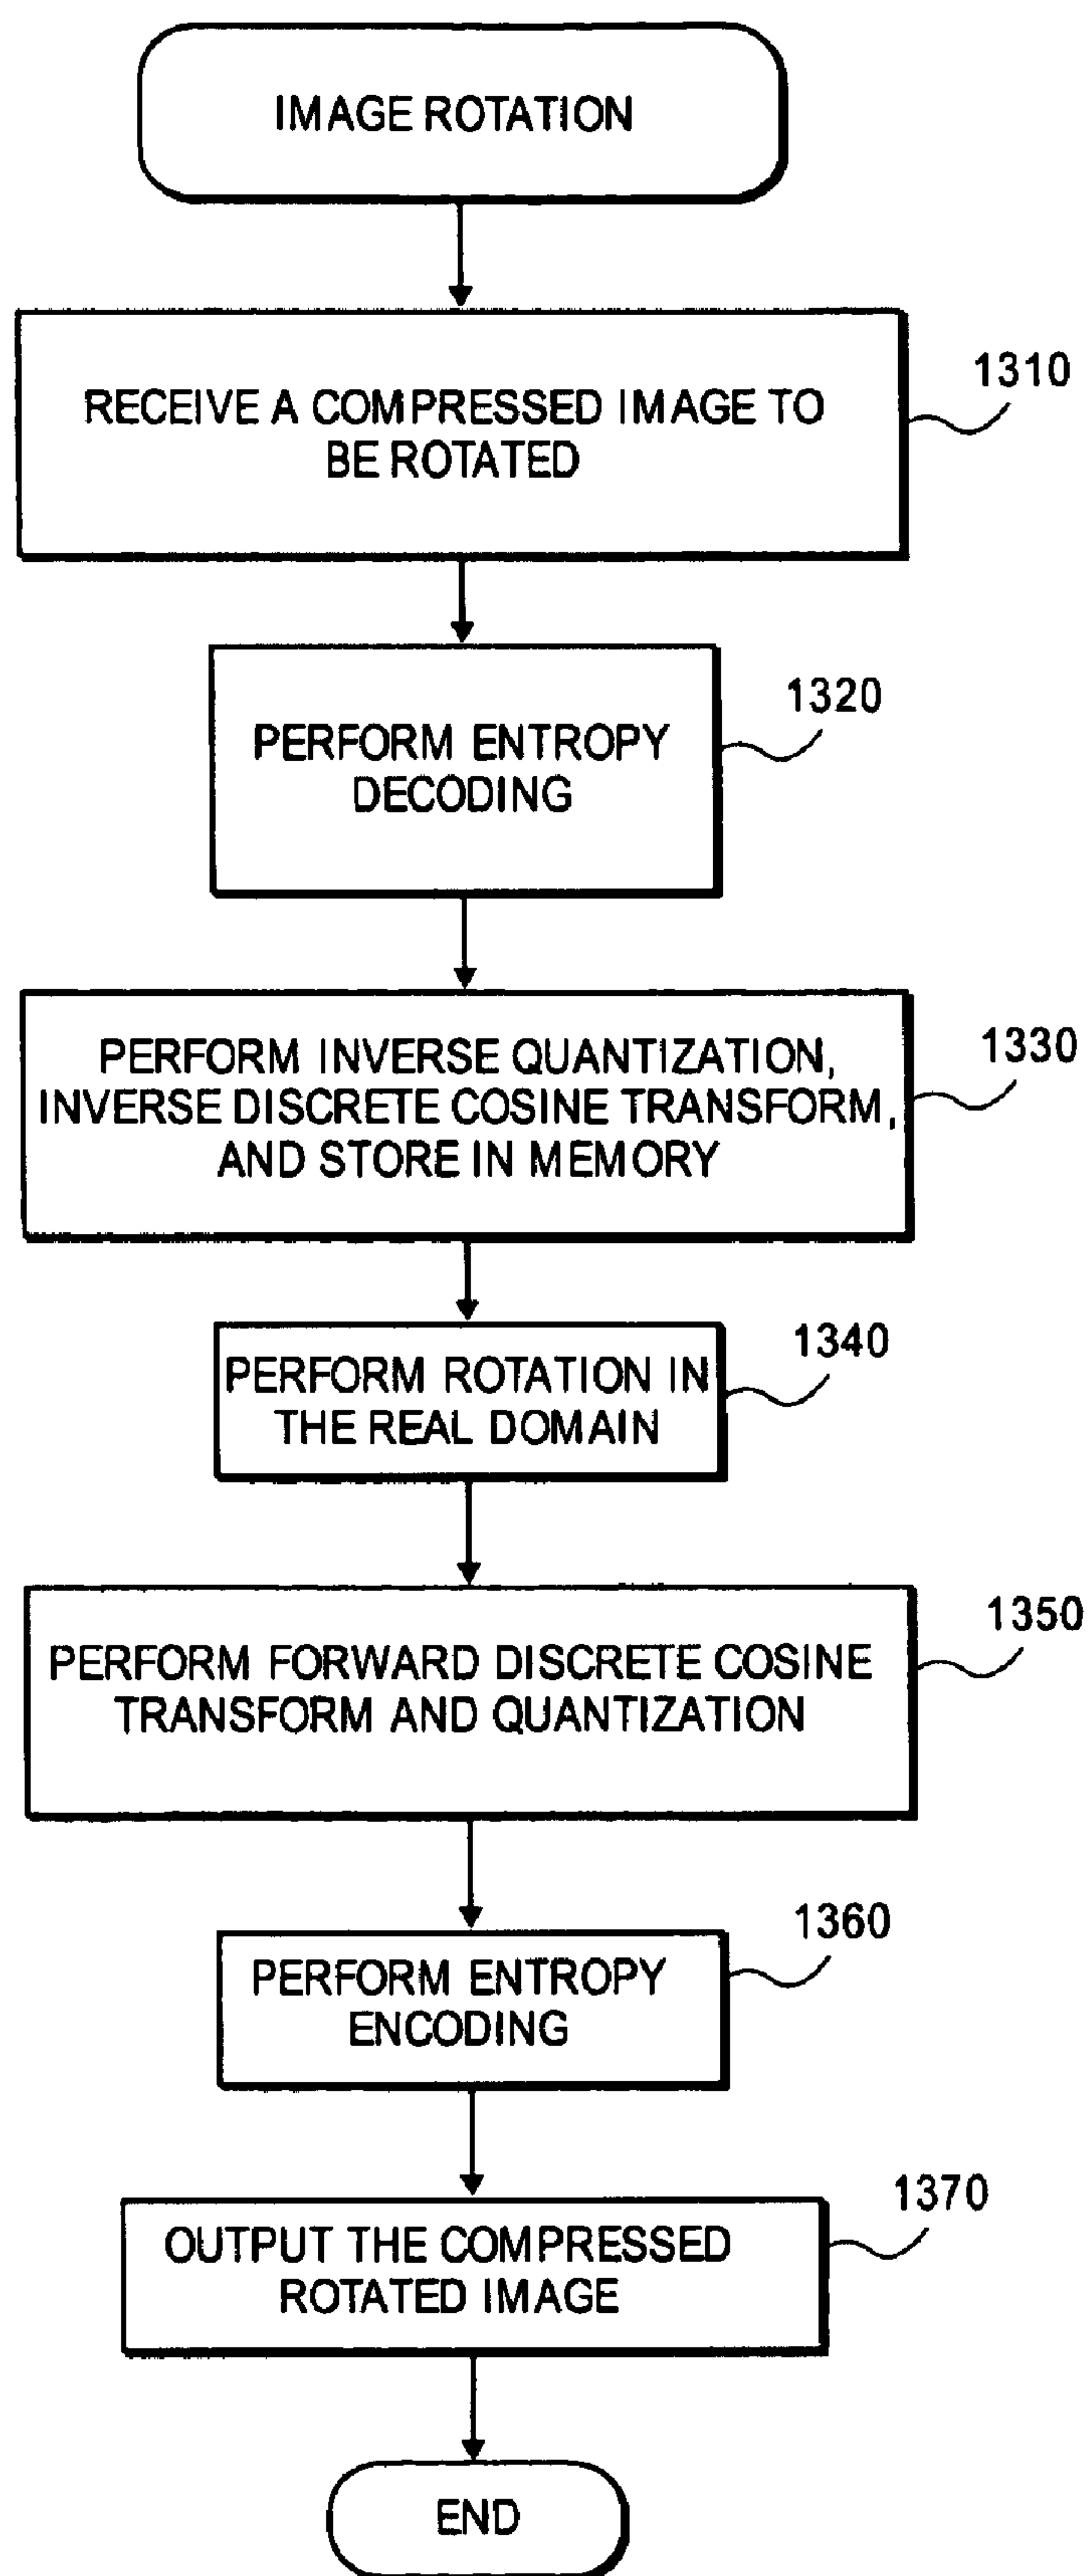 IMAGE ROTATION
1310
RECEIVE A COMPRESSED IMAGE TO
BE ROTATED
1320
PERFORM ENTROPY
DECODING
1330
PERFORM INVERSE QUANTIZATION,
INVERSE DISCRETE COSINE TRANSFORM,
AND STORE IN MEMORY
1340
PERFORM ROTATION IN
THE REAL DOMAIN
1350
PERFORM FORWARD DISCRETE COSINE
TRANSFORM AND QUANTIZATION
1360
PERFORM ENTROPY
ENCODING
1370
OUTPUT THE COMPRESSED
ROTATED IMAGE
END